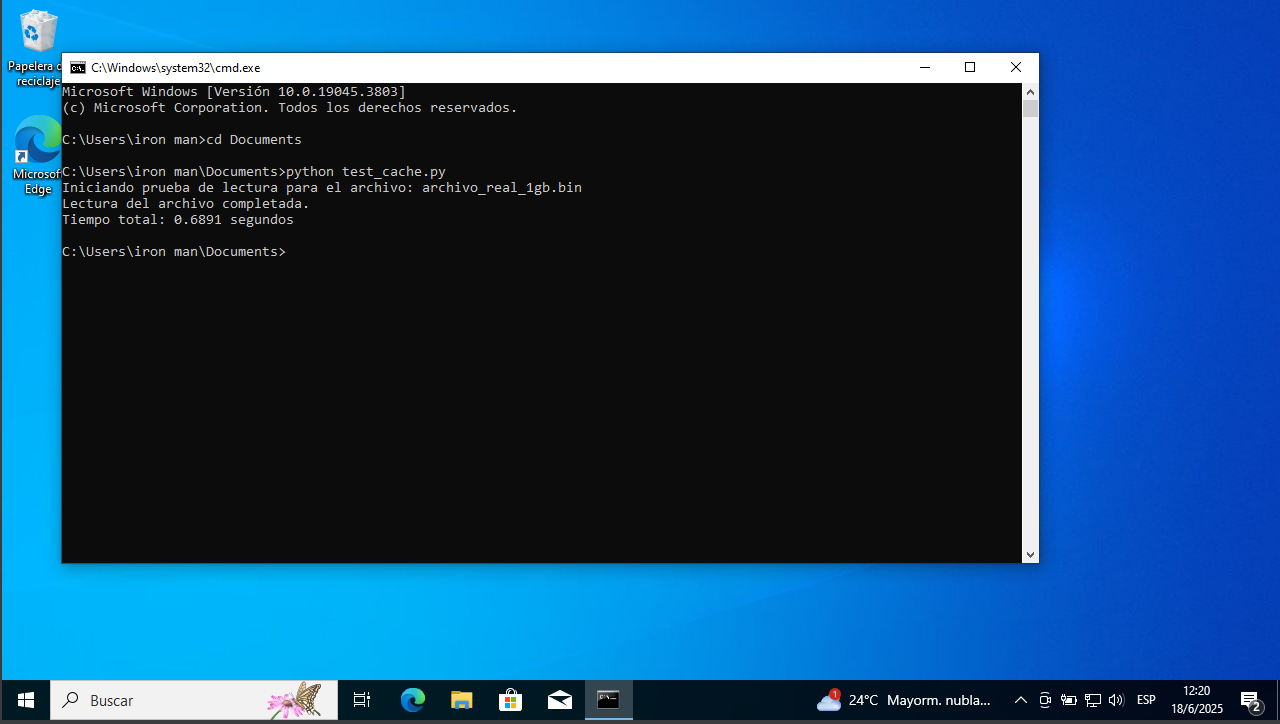 Papelera d
reciclaje
Microsof
Edge
C:\Windows\system32\cmd.exe
Microsoft Windows [Versión 10.0.19045.3803]
(c) Microsoft Corporation. Todos los derechos reservados.
C:\Users\iron man>cd Documents
C:\Users\iron man\Documents>python test_cache.py
Iniciando prueba de lectura para el archivo: archivo_real_1gb.bin
Lectura del archivo completada.
Tiempo total: 0.6891 segundos
C:\Users\iron man\Documents>
Buscar
1
24°C Mayorm. nubla...
ESP
12:20
18/6/2025
2